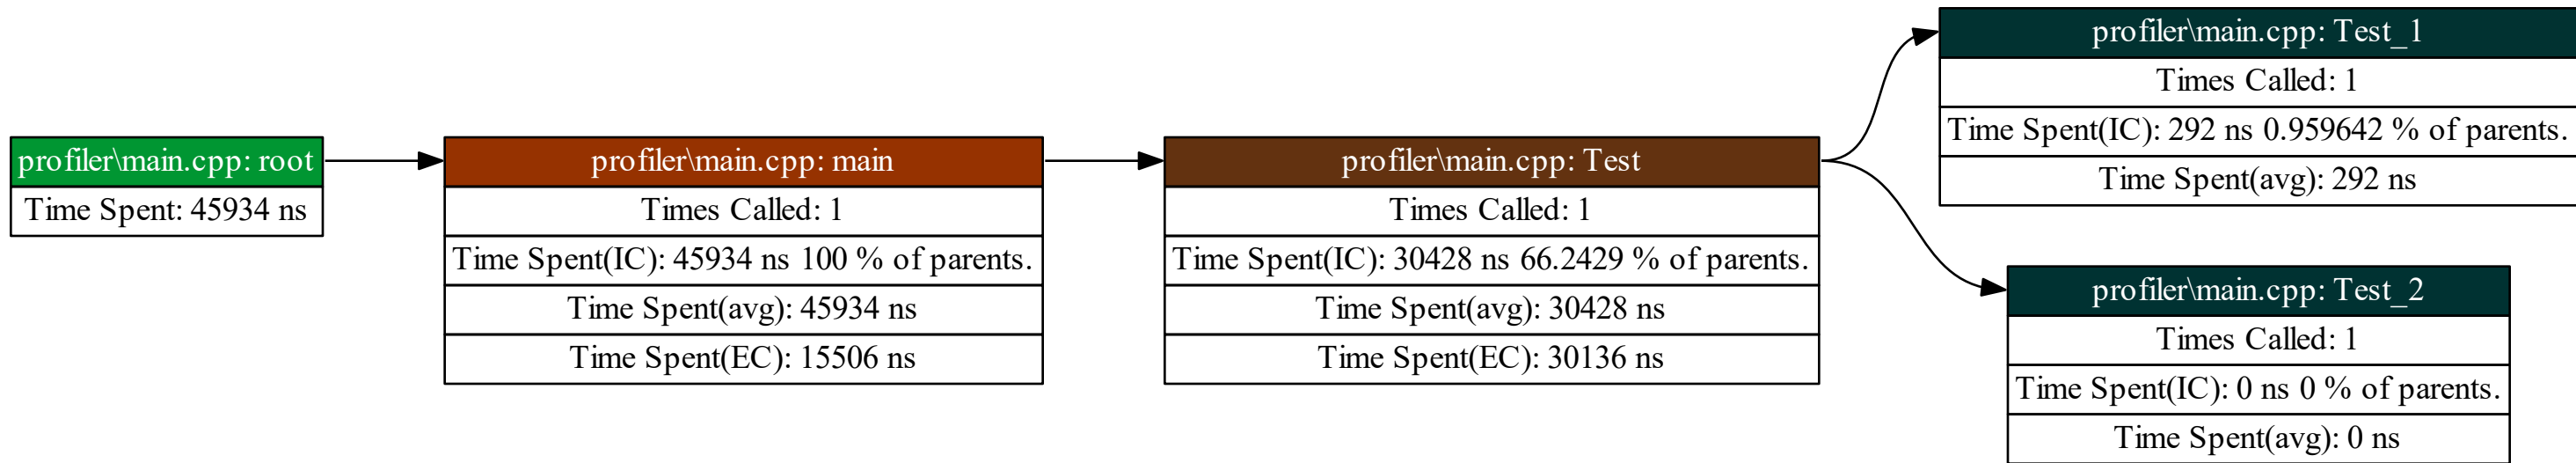 profiler\main.cpp: root
Time Spent: 45934 ns
profiler\main.cpp: main
Times Called: 1
Time Spent(IC): 45934 ns 100 % of parents.
Time Spent(avg): 45934 ns
Time Spent(EC): 15506 ns
profiler\main.cpp: Test
Times Called: 1
Time Spent(IC): 30428 ns 66.2429 % of parents.
Time Spent(avg): 30428 ns
Time Spent(EC): 30136 ns
profiler\main.cpp: Test_1
Times Called: 1
Time Spent(IC): 292 ns 0.959642 % of parents.
Time Spent(avg): 292 ns
profiler\main.cpp: Test_2
Times Called: 1
Time Spent(IC): 0 ns 0 % of parents.
Time Spent(avg): 0 ns